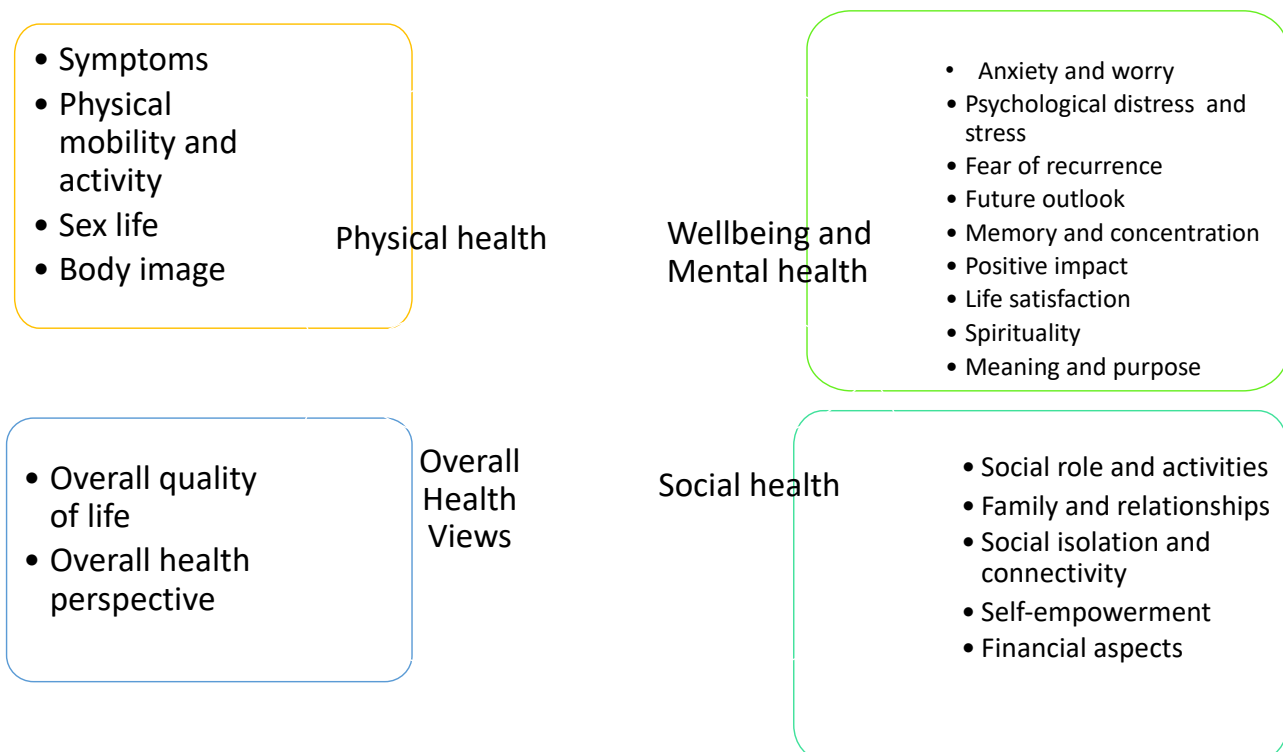 • Symptoms
• Physical
mobility and
activity
• Sex life
• Body image
Physical health
Wellbeing and
Mental health
• Anxiety and worry
• Psychological distress and
stress
• Fear of recurrence
• Future outlook
• Memory and concentration
• Positive impact
• Life satisfaction
• Spirituality
• Meaning and purpose
• Overall quality
of life
• Overall health
perspective
Overall
Health
Views
Social health
• Social role and activities
• Family and relationships
• Social isolation and
connectivity
• Self-empowerment
• Financial aspects